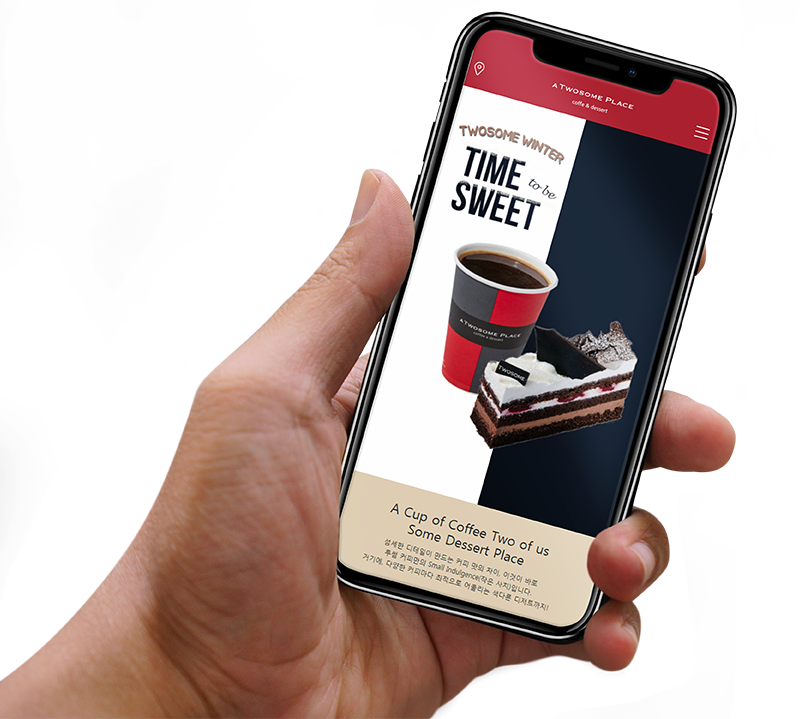 A TWOSOME PLACE
coffe & dessert
TWOSOME WINTER
TIME to be
SWEET
A TWOSOME PLACE
coffee & dessert
TWOSOME
A Cup of Coffee Two of us
Some Dessert Place
섬세한 디테일이 만드는 커피 맛의 차이. 이것이 바로
투썸 커피만의 Small Indulgence(작은 사치)입니다.
거기에, 다양한 커피마다 최적으로 어울리는 색다른 디저트까지!